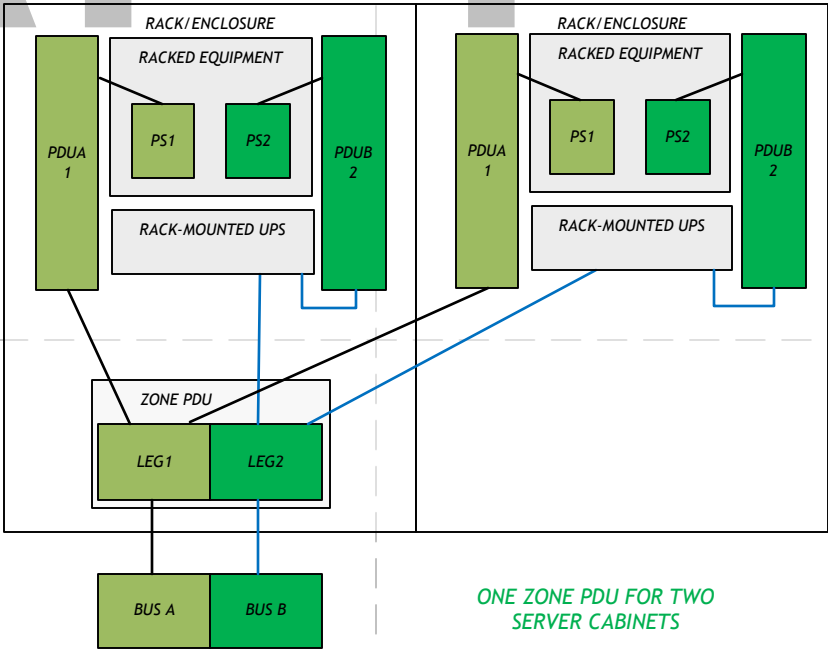 RACK/ENCLOSURE
RACKED EQUIPMENT
PS1
PS2
PDUA
1
PDUB
2
RACK-MOUNTED UPS
RACK/ENCLOSURE
RACKED EQUIPMENT
PS1
PS2
PDUA
1
PDUB
2
RACK-MOUNTED UPS
ZONE PDU
LEG1
LEG2
BUS A
BUS B
ONE ZONE PDU FOR TWO
SERVER CABINETS